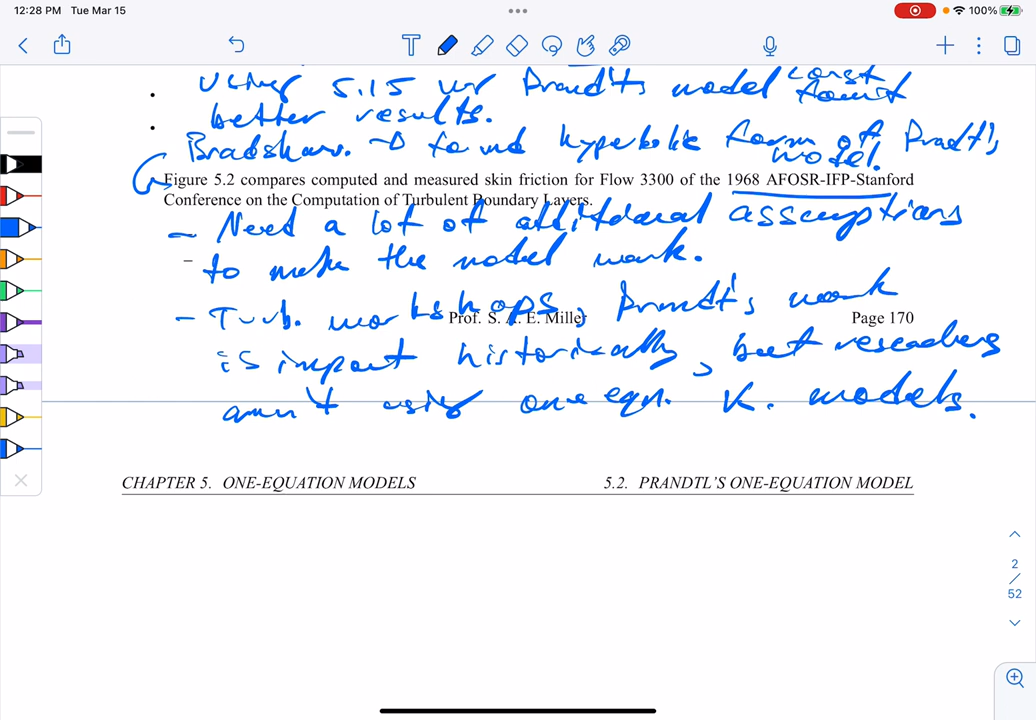 12:28 PM Tue Mar 15
100%
Using 5.15 w/ Prandtl's model const
better results.
Bradshaw. → found hyperbolic form of Pradtl's
model!
Figure 5.2 compares computed and measured skin friction for Flow 3300 of the 1968 AFOSR-IFP-Stanford
Conference on the Computation of Turbulent Boundary Layers.
- Need a lot of additional assumptions
- to make the model work.
- Turb. workshops, Prandtl's work
Prof. S. A. E. Miller Page 170
is import historically, but researchers
aren't using one eqn. K. models.
CHAPTER 5. ONE-EQUATION MODELS 5.2. PRANDTL'S ONE-EQUATION MODEL
2
/
52